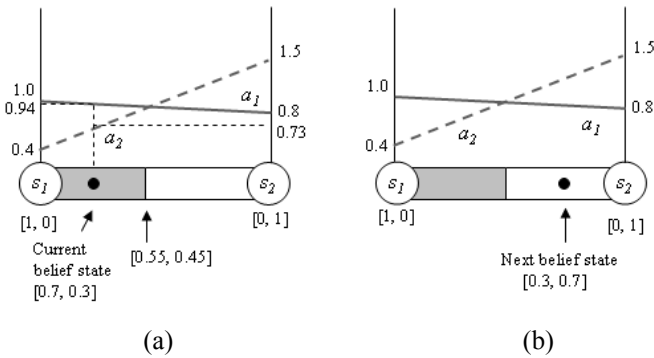 1.5
1.0
0.94
a1
0.8
0.73
a2
0.4
s1
s2
[1, 0]
[0, 1]
Current
belief state
[0.7, 0.3]
[0.55, 0.45]
(a)
1.5
1.0
0.8
a1
a2
0.4
s1
s2
[1, 0]
[0, 1]
Next belief state
[0.3, 0.7]
(b)